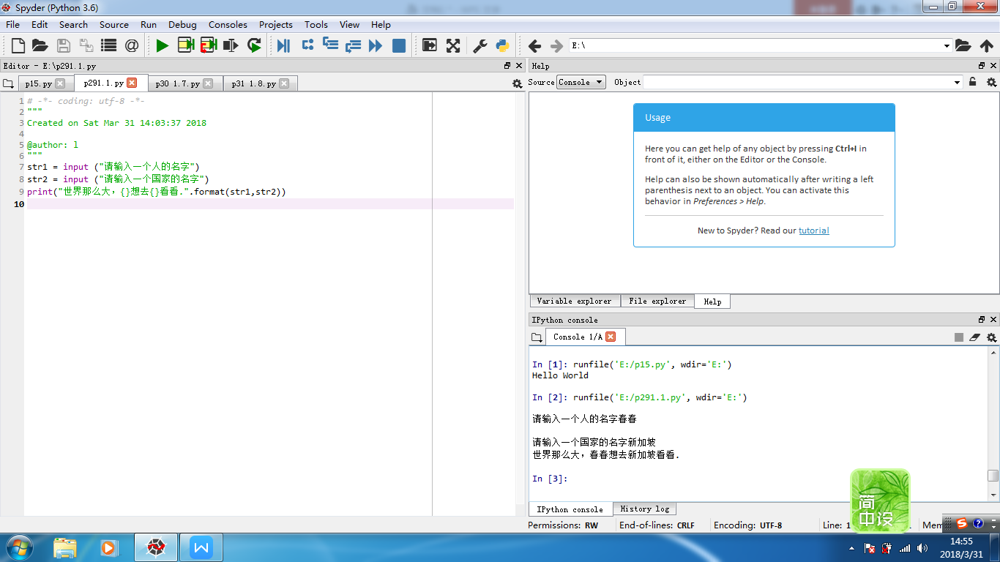 Spyder (Python 3.6)
File Edit Search Source Run Debug Consoles Projects Tools View Help
E:\
Editor - E:\p291.1.py
p15.py p291.1.py p30 1.7.py p31 1.8.py
1 # -*- coding: utf-8 -*-
2 """
3 Created on Sat Mar 31 14:03:37 2018
4
5 @author: l
6 """
7 str1 = input ("请输入一个人的名字")
8 str2 = input ("请输入一个国家的名字")
9 print("世界那么大，{}想去{}看看.".format(str1,str2))
10
Help
Source Console Object
Usage
Here you can get help of any object by pressing Ctrl+I in
front of it, either on the Editor or the Console.
Help can also be shown automatically after writing a left
parenthesis next to an object. You can activate this
behavior in Preferences > Help.
New to Spyder? Read our tutorial
Variable explorer File explorer Help
IPython console
Console 1/A
In [1]: runfile('E:/p15.py', wdir='E:')
Hello World
In [2]: runfile('E:/p291.1.py', wdir='E:')
请输入一个人的名字春春
请输入一个国家的名字新加坡
世界那么大，春春想去新加坡看看.
In [3]:
IPython console History log
简
中设
Permissions: RW End-of-lines: CRLF Encoding: UTF-8 Line: 1 Mem
14:55
2018/3/31